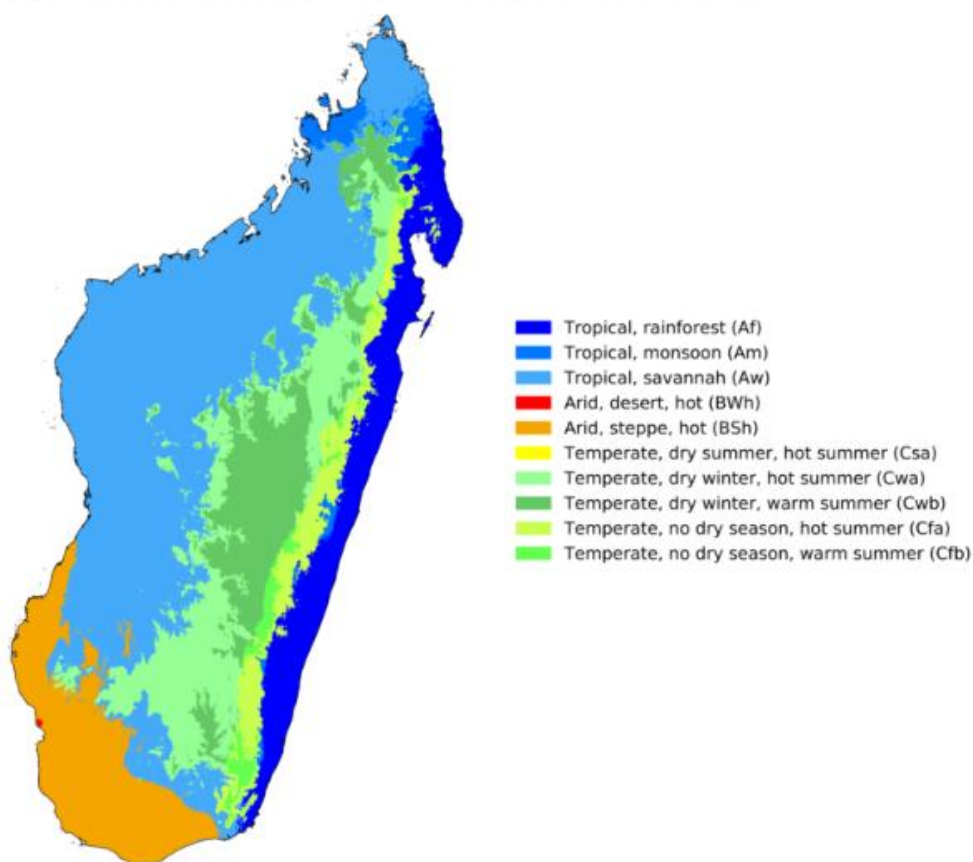 Tropical, rainforest (Af)
Tropical, monsoon (Am)
Tropical, savannah (Aw)
Arid, desert, hot (BWh)
Arid, steppe, hot (BSh)
Temperate, dry summer, hot summer (Csa)
Temperate, dry winter, hot summer (Cwa)
Temperate, dry winter, warm summer (Cwb)
Temperate, no dry season, hot summer (Cfa)
Temperate, no dry season, warm summer (Cfb)